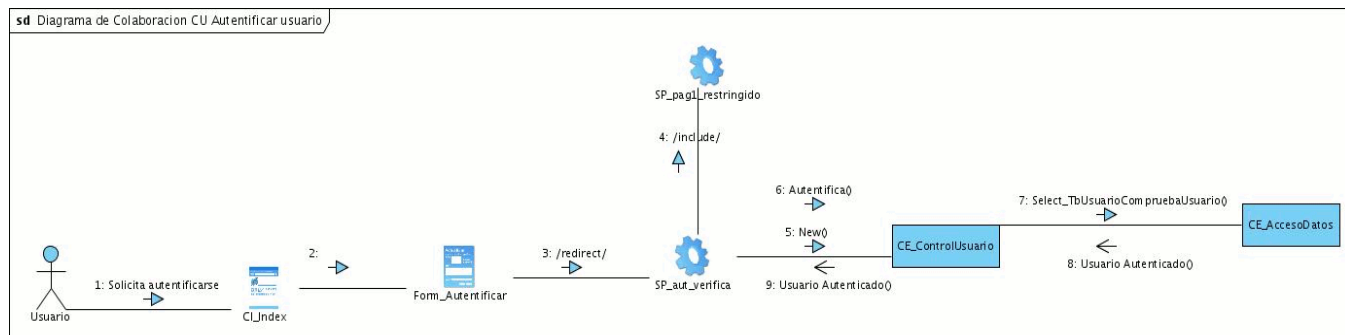 sd Diagrama de Colaboracion CU Autentificar usuario
SP_pag1_restringido
4: /include/
6: Autentifica()
7: Select_TbUsuarioCompruebaUsuario()
5: New()
CE_ControlUsuario
CE_AccesoDatos
2:
3: /redirect/
8: Usuario Autenticado()
1: Solicita autentificarse
Form_Autentificar
SP_aut_verifica
9: Usuario Autenticado()
Usuario
CI_Index